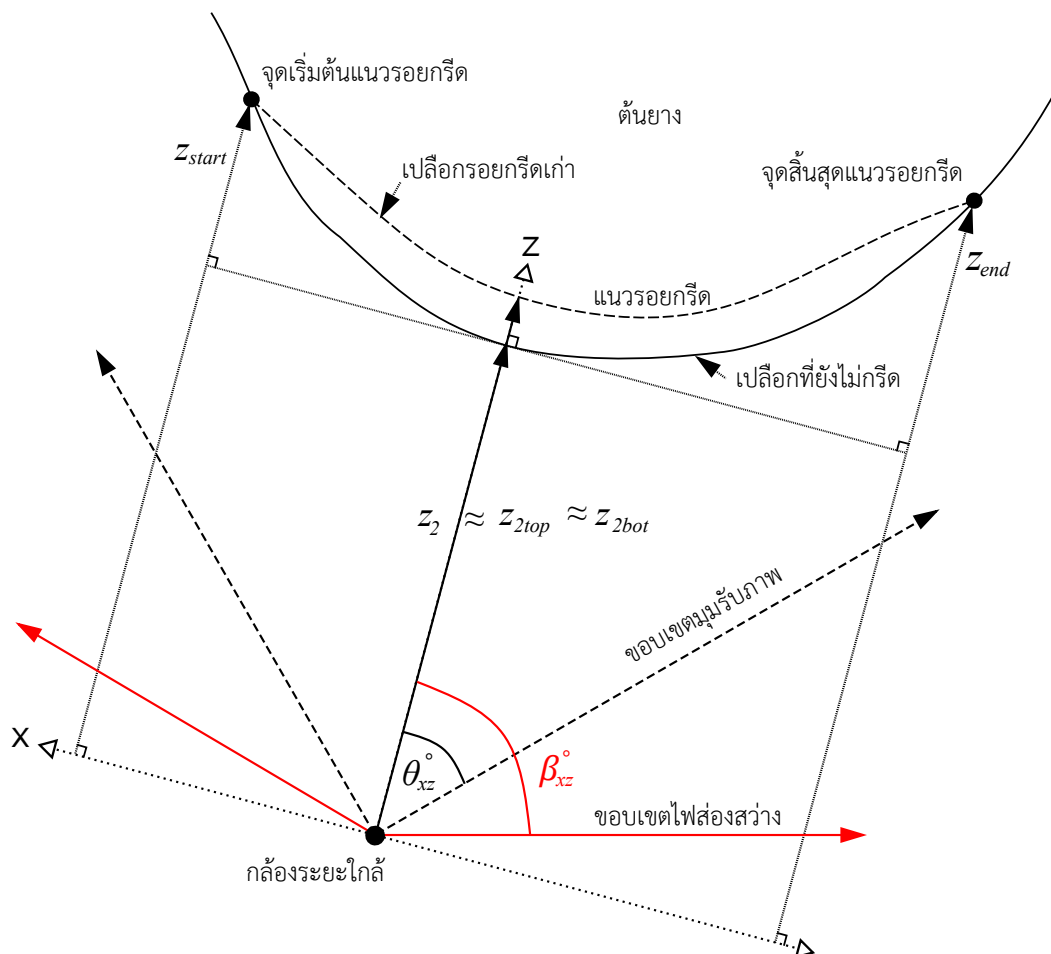 จุดเริ่มต้นแนวรอยกรีด
ต้นยาง
z_start
เปลือกรอยกรีดเก่า
จุดสิ้นสุดแนวรอยกรีด
Z
z_end
แนวรอยกรีด
เปลือกที่ยังไม่กรีด
z_2 ≈ z_2top ≈ z_2bot
ขอบเขตมุมรับภาพ
X
θ_xz°
β_xz°
ขอบเขตไฟส่องสว่าง
กล้องระยะใกล้